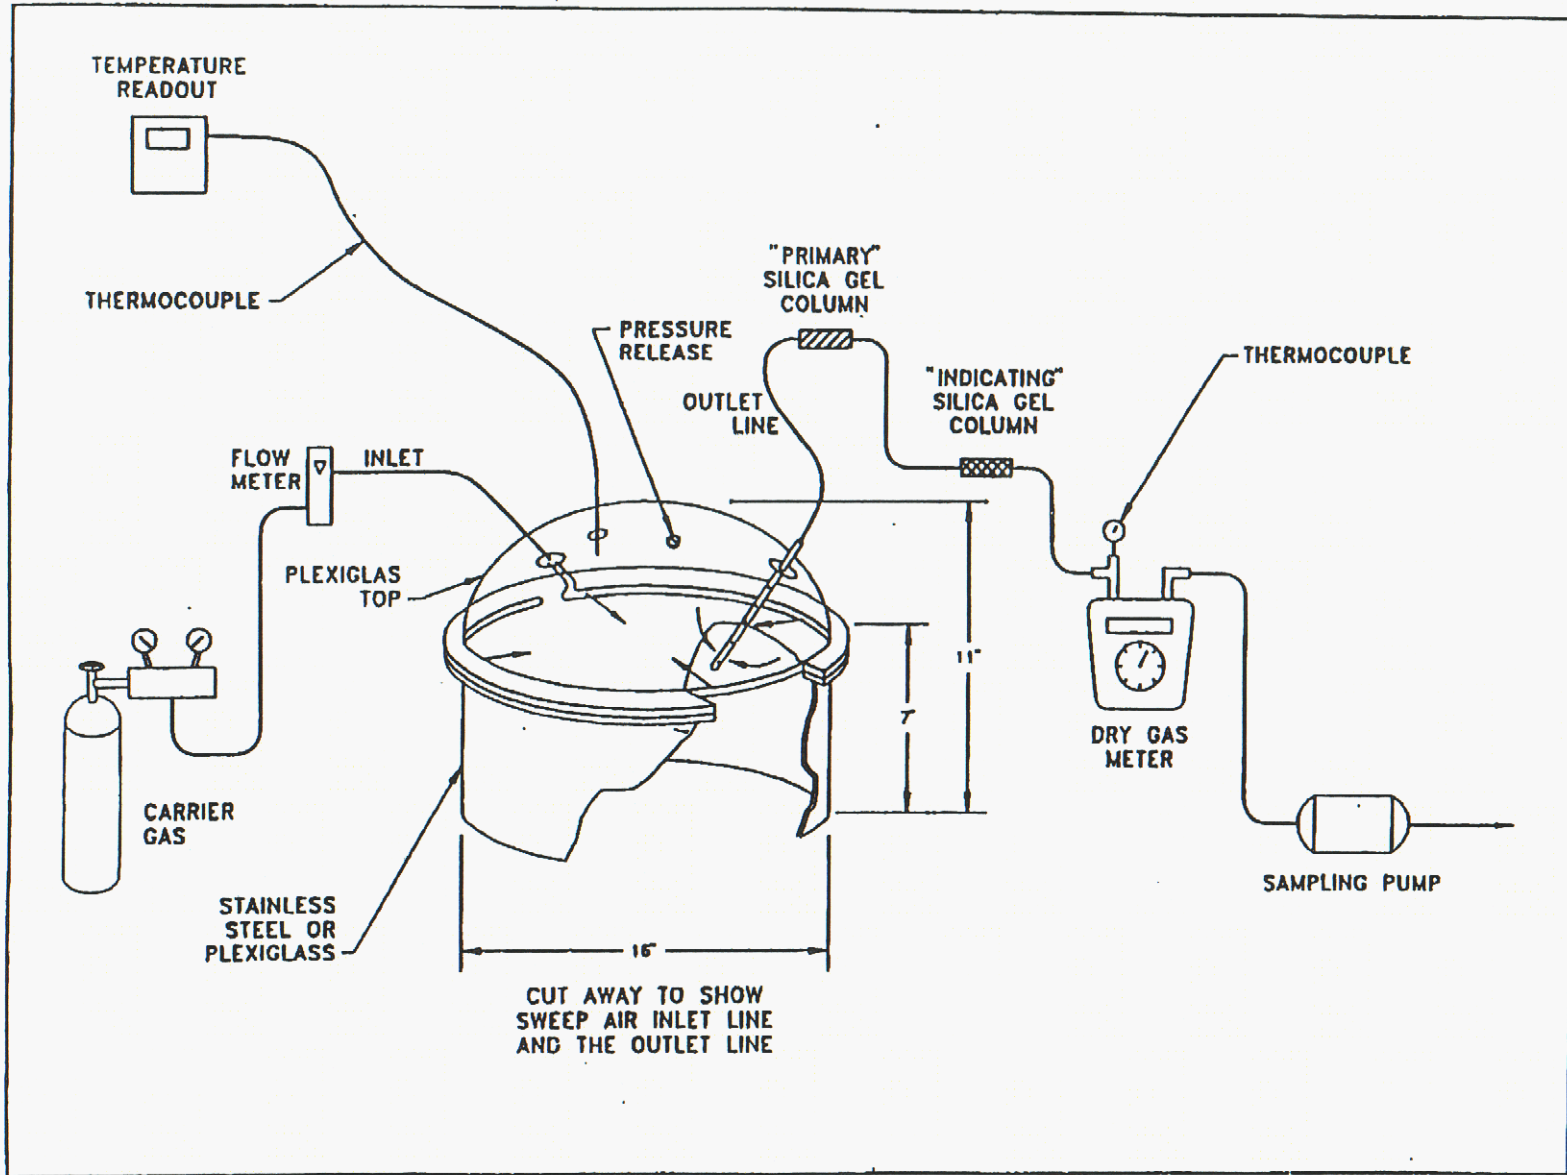 TEMPERATURE
READOUT
THERMOCOUPLE
"PRIMARY"
SILICA GEL
COLUMN
PRESSURE
RELEASE
"INDICATING"
SILICA GEL
COLUMN
THERMOCOUPLE
OUTLET
LINE
FLOW
METER
INLET
PLEXIGLAS
TOP
11"
7"
DRY GAS
METER
CARRIER
GAS
SAMPLING PUMP
STAINLESS
STEEL OR
PLEXIGLASS
16"
CUT AWAY TO SHOW
SWEEP AIR INLET LINE
AND THE OUTLET LINE